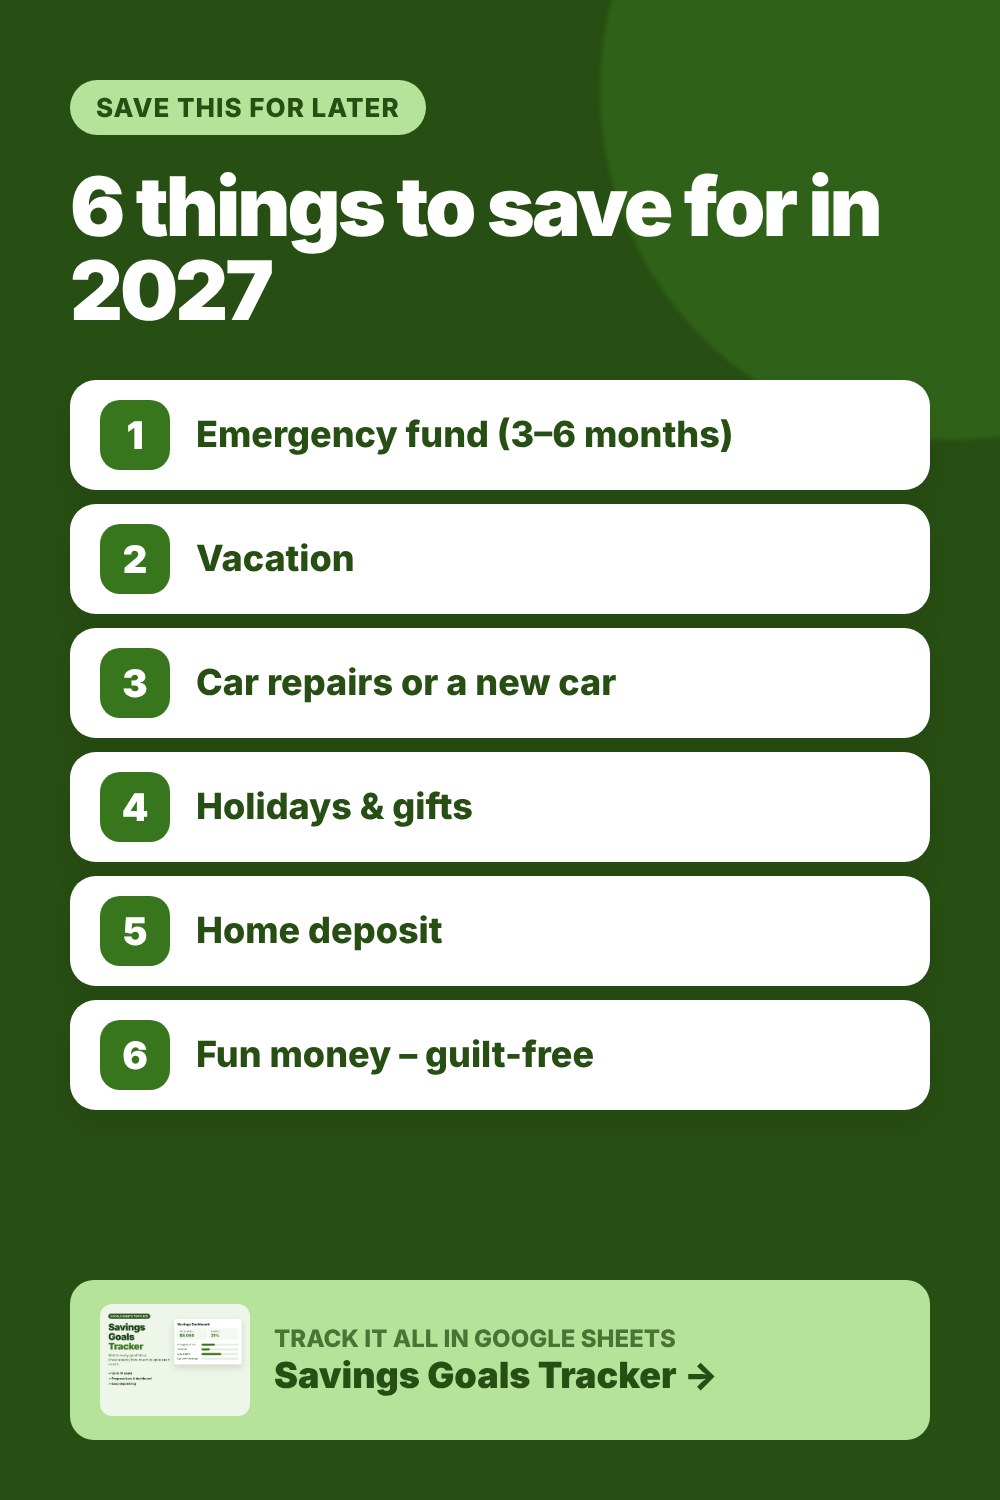 SAVE THIS FOR LATER
6 things to save for in
2027
1 Emergency fund (3–6 months)
2 Vacation
3 Car repairs or a new car
4 Holidays & gifts
5 Home deposit
6 Fun money – guilt-free
Savings
Goals
Tracker
Savings Dashboard
TRACK IT ALL IN GOOGLE SHEETS
Savings Goals Tracker →